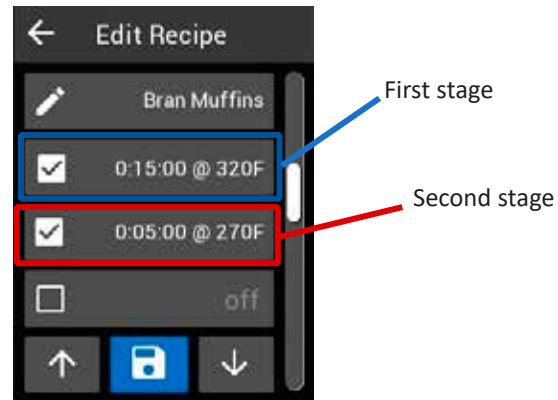 Edit Recipe
Bran Muffins
First stage
0:15:00 @ 320F
Second stage
0:05:00 @ 270F
off